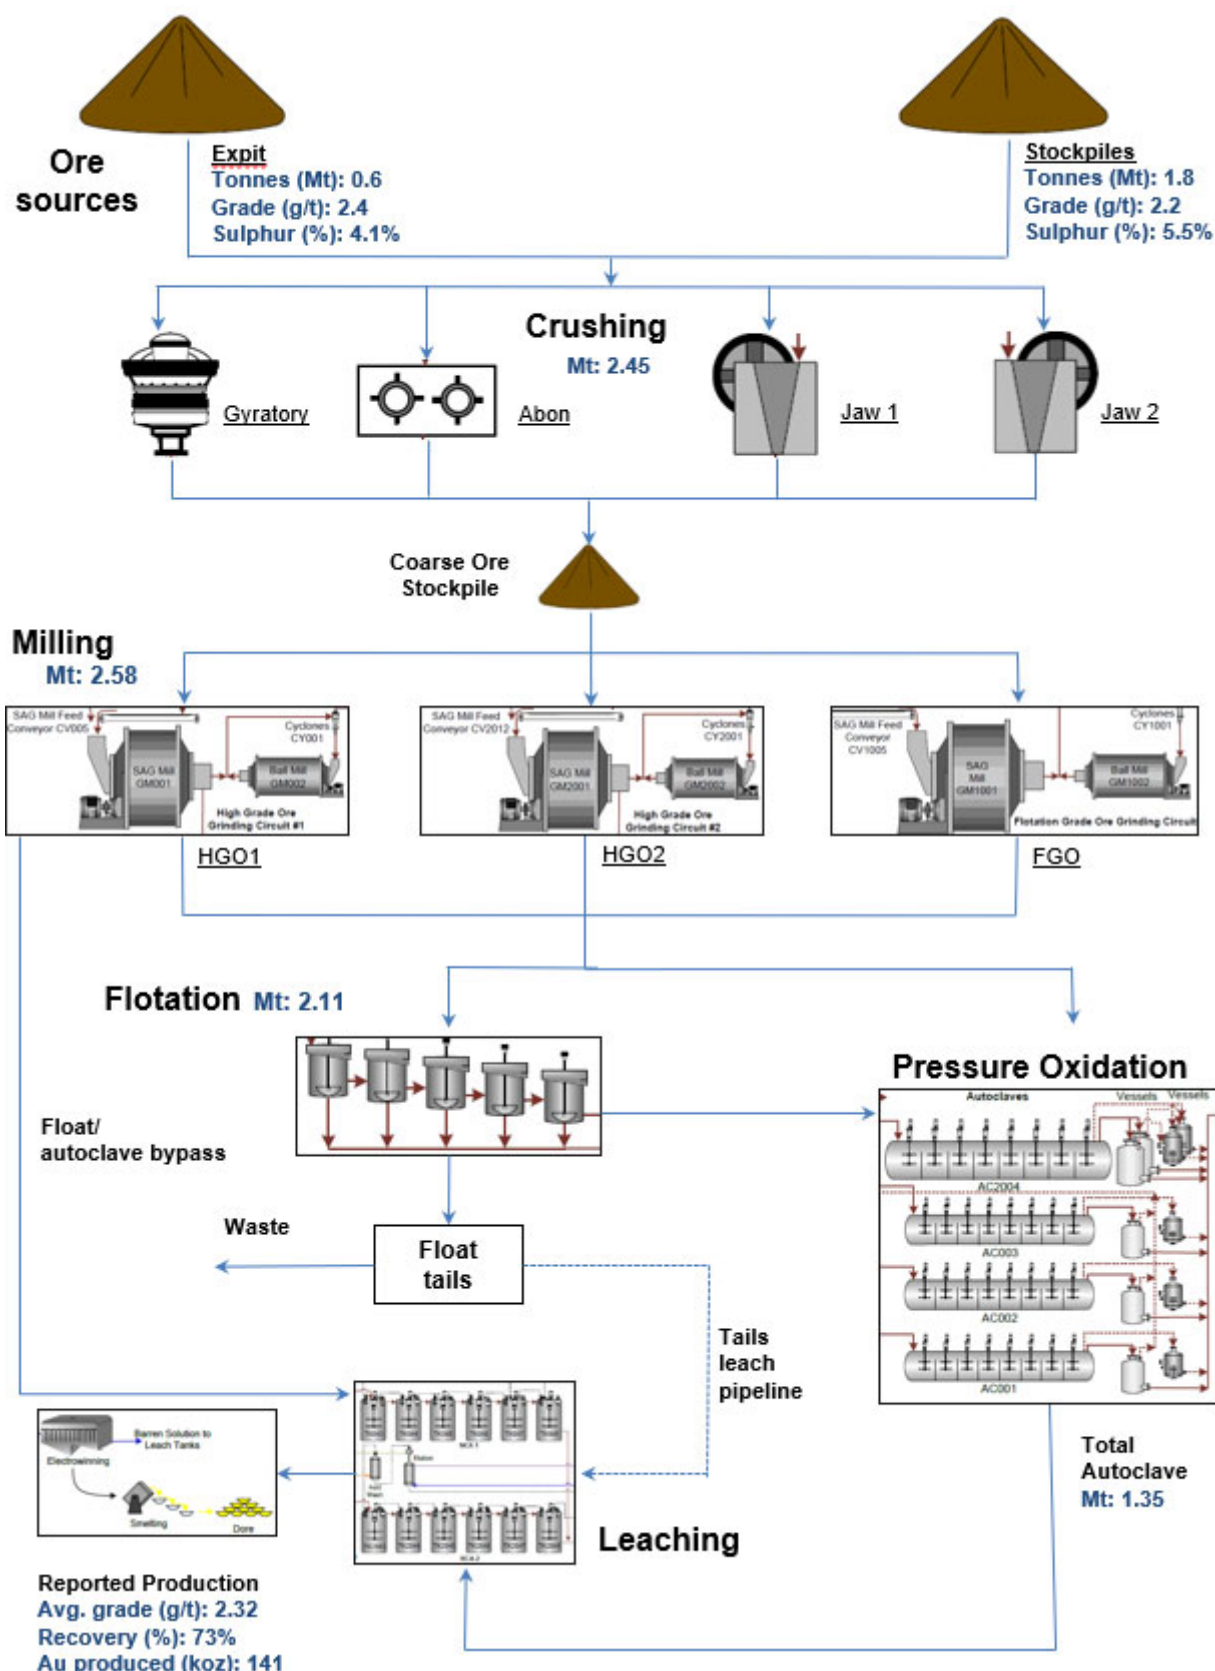 Ore
sources
Expit
Tonnes (Mt): 0.6
Grade (g/t): 2.4
Sulphur (%): 4.1%
Stockpiles
Tonnes (Mt): 1.8
Grade (g/t): 2.2
Sulphur (%): 5.5%
Crushing
Mt: 2.45
Gyratory
Abon
Jaw 1
Jaw 2
Coarse Ore
Stockpile
Milling
Mt: 2.58
SAG Mill Feed
Conveyor CV005
Cyclones
CY001
SAG Mill
GM001
Ball Mill
GM002
High Grade Ore
Grinding Circuit #1
HGO1
SAG Mill Feed
Conveyor CV2012
Cyclones
CY2001
SAG Mill
GM2001
Ball Mill
GM2002
High Grade Ore
Grinding Circuit #2
HGO2
SAG Mill Feed
Conveyor
CV1005
Cyclones
CY1001
SAG
Mill
GM1001
Ball Mill
GM1002
Flotation Grade Ore Grinding Circuit
FGO
Flotation Mt: 2.11
Pressure Oxidation
Autoclaves
Vessels
Vessels
AC2004
AC003
AC002
AC001
Float/
autoclave bypass
Waste
Float
tails
Tails
leach
pipeline
Total
Autoclave
Mt: 1.35
Barren Solution to
Leach Tanks
Electrowinning
Smelting
Dore
Elution
Wash
Leaching
Reported Production
Avg. grade (g/t): 2.32
Recovery (%): 73%
Au produced (koz): 141